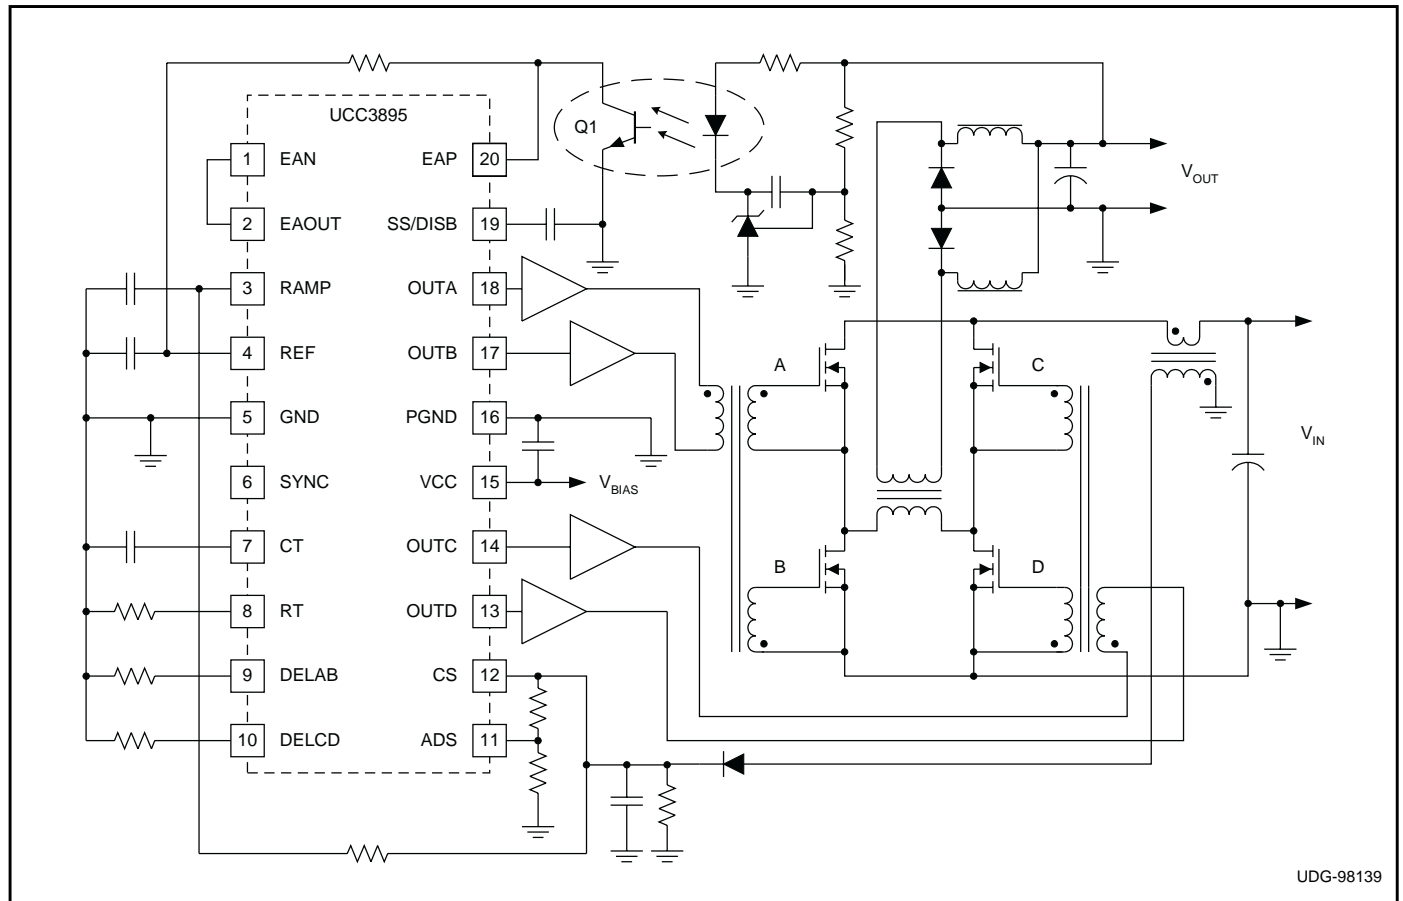 UCC3895
Q1
1 EAN EAP 20
2 EAOUT SS/DISB 19
3 RAMP OUTA 18
4 REF OUTB 17
5 GND PGND 16
6 SYNC VCC 15
7 CT OUTC 14
8 RT OUTD 13
9 DELAB CS 12
10 DELCD ADS 11
VBIAS
A
B
C
D
VOUT
VIN
UDG-98139